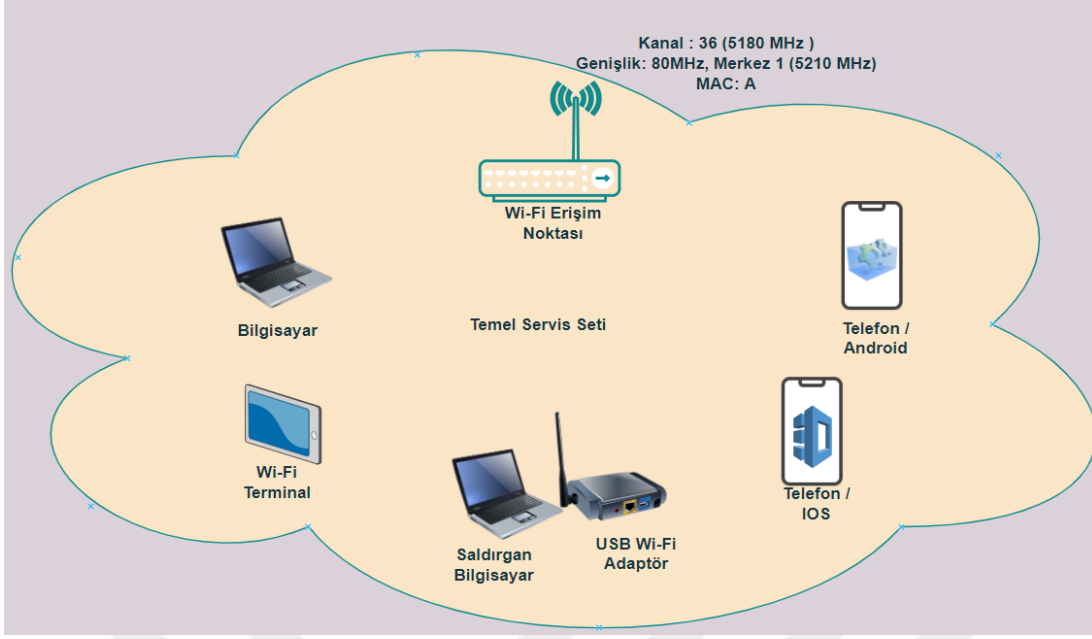 Kanal : 36 (5180 MHz )
Genişlik: 80MHz, Merkez 1 (5210 MHz)
MAC: A
Wi-Fi Erişim
Noktası
Bilgisayar
Temel Servis Seti
Telefon /
Android
Wi-Fi
Terminal
Telefon /
IOS
Saldırgan
Bilgisayar
USB Wi-Fi
Adaptör